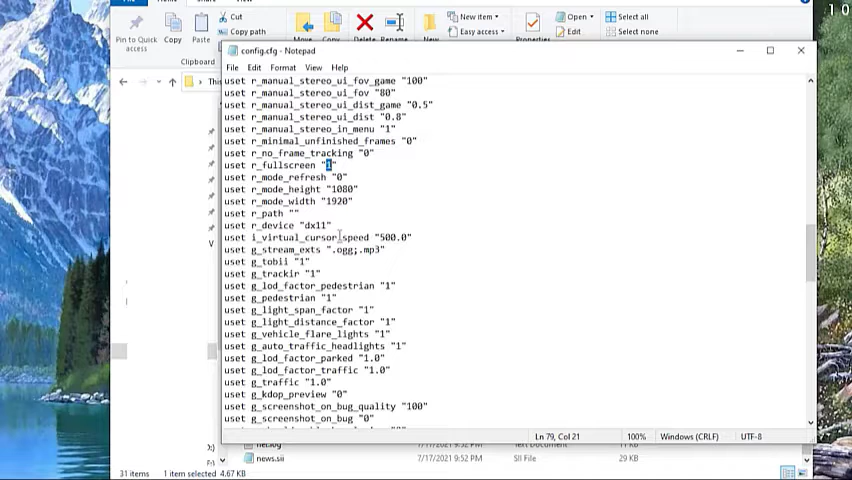 10
Cut
New item
Open
Select all
Copy path
Easy access
Edit
Select none
Pin to Quick
access
Copy
Paste
Clipboard
config.cfg - Notepad
File Edit Format View Help
This
uset r_manual_stereo_ui_fov_game "100"
uset r_manual_stereo_ui_fov "80"
uset r_manual_stereo_ui_dist_game "0.5"
uset r_manual_stereo_ui_dist "0.8"
uset r_manual_stereo_in_menu "1"
uset r_minimal_unfinished_frames "0"
uset r_no_frame_tracking "0"
uset r_fullscreen "1"
uset r_mode_refresh "0"
uset r_mode_height "1080"
uset r_mode_width "1920"
uset r_path ""
uset r_device "dx11"
uset i_virtual_cursor_speed "500.0"
uset g_stream_exts ".ogg;.mp3"
uset g_tobii "1"
uset g_trackir "1"
uset g_lod_factor_pedestrian "1"
uset g_pedestrian "1"
uset g_light_span_factor "1"
uset g_light_distance_factor "1"
uset g_vehicle_flare_lights "1"
uset g_auto_traffic_headlights "1"
uset g_lod_factor_parked "1.0"
uset g_lod_factor_traffic "1.0"
uset g_traffic "1.0"
uset g_kdop_preview "0"
uset g_screenshot_on_bug_quality "100"
uset g_screenshot_on_bug "0"
Ln 79, Col 21 100% Windows (CRLF) UTF-8
news.sii 7/17/2021 9:52 PM SII File 29 KB
31 items 1 item selected 4.67 KB